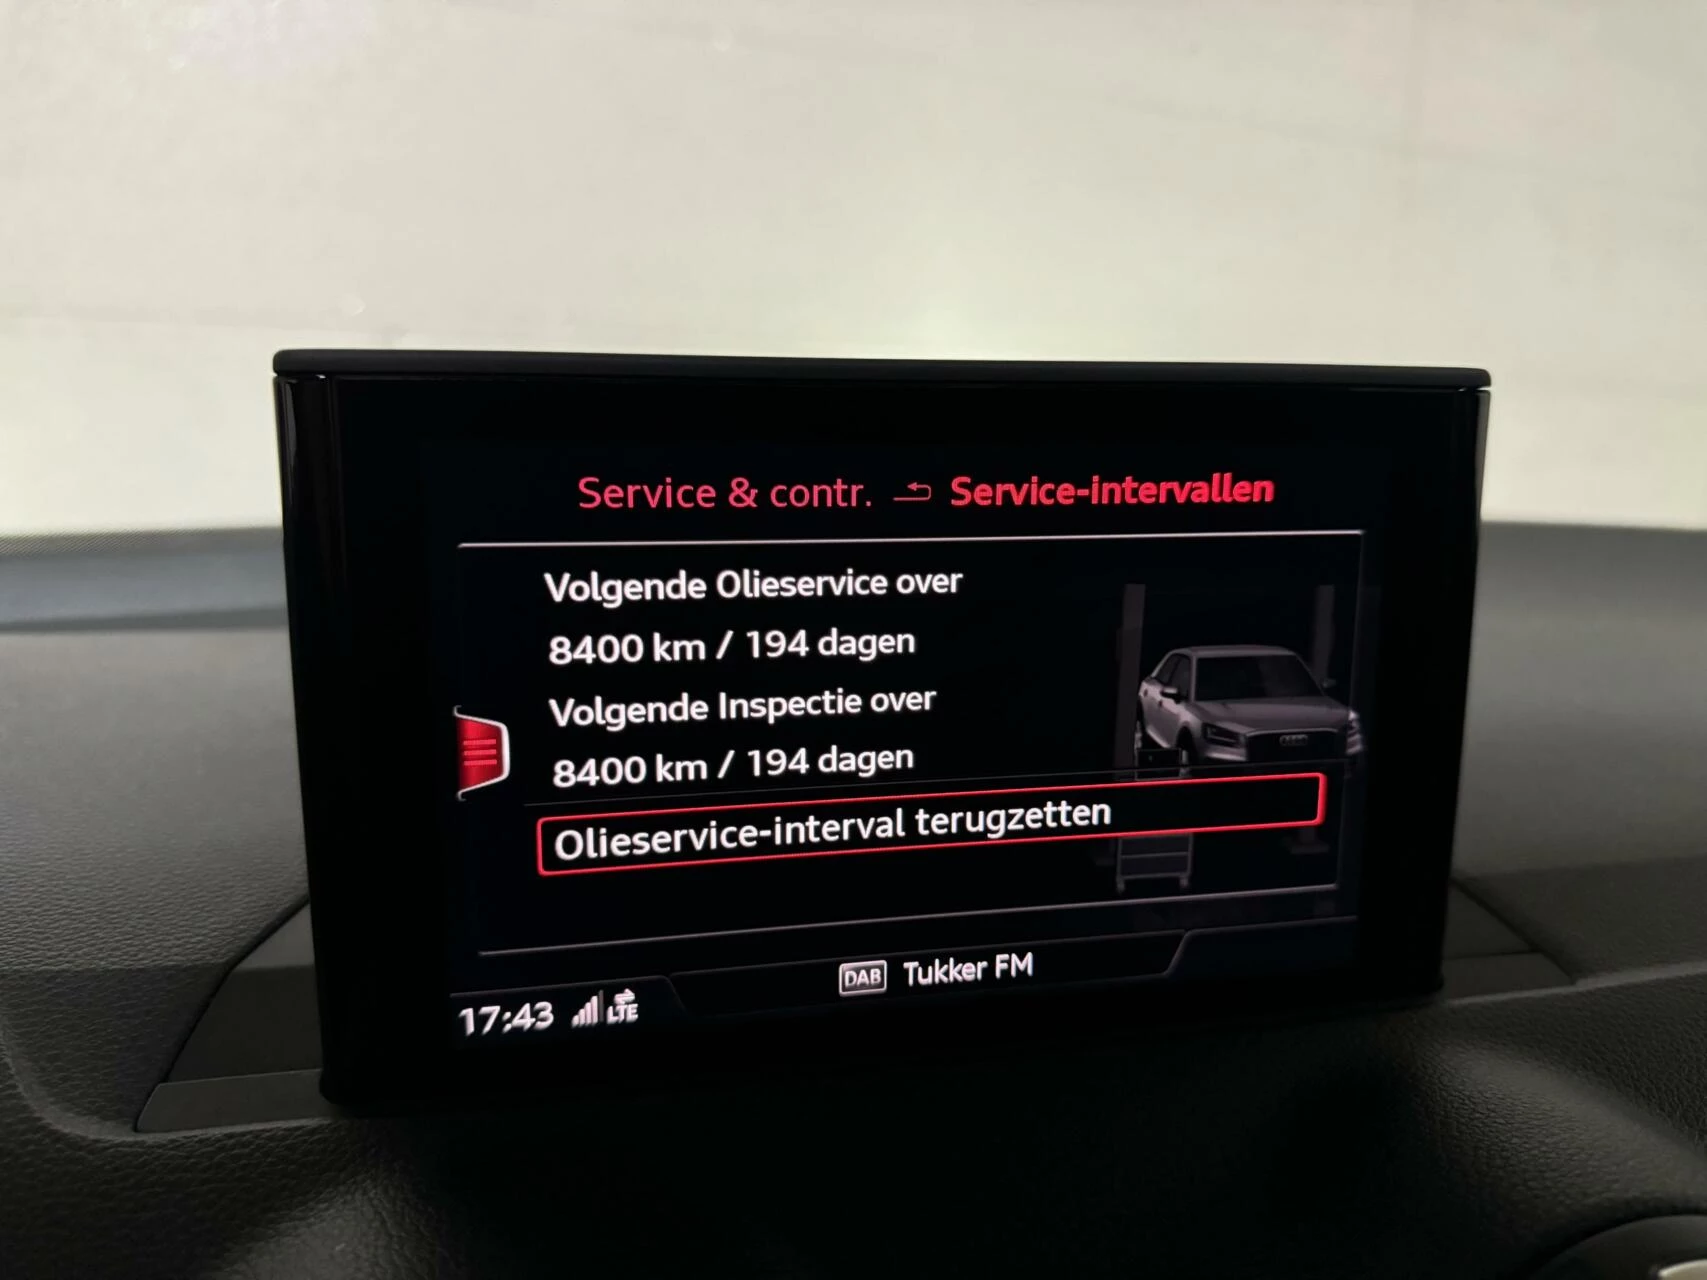 Service & contr. Service-intervallen
Volgende Olieservice over
8400 km / 194 dagen
Volgende Inspectie over
8400 km / 194 dagen
Olieservice-interval terugzetten
DAB Tukker FM
17:43 LTE